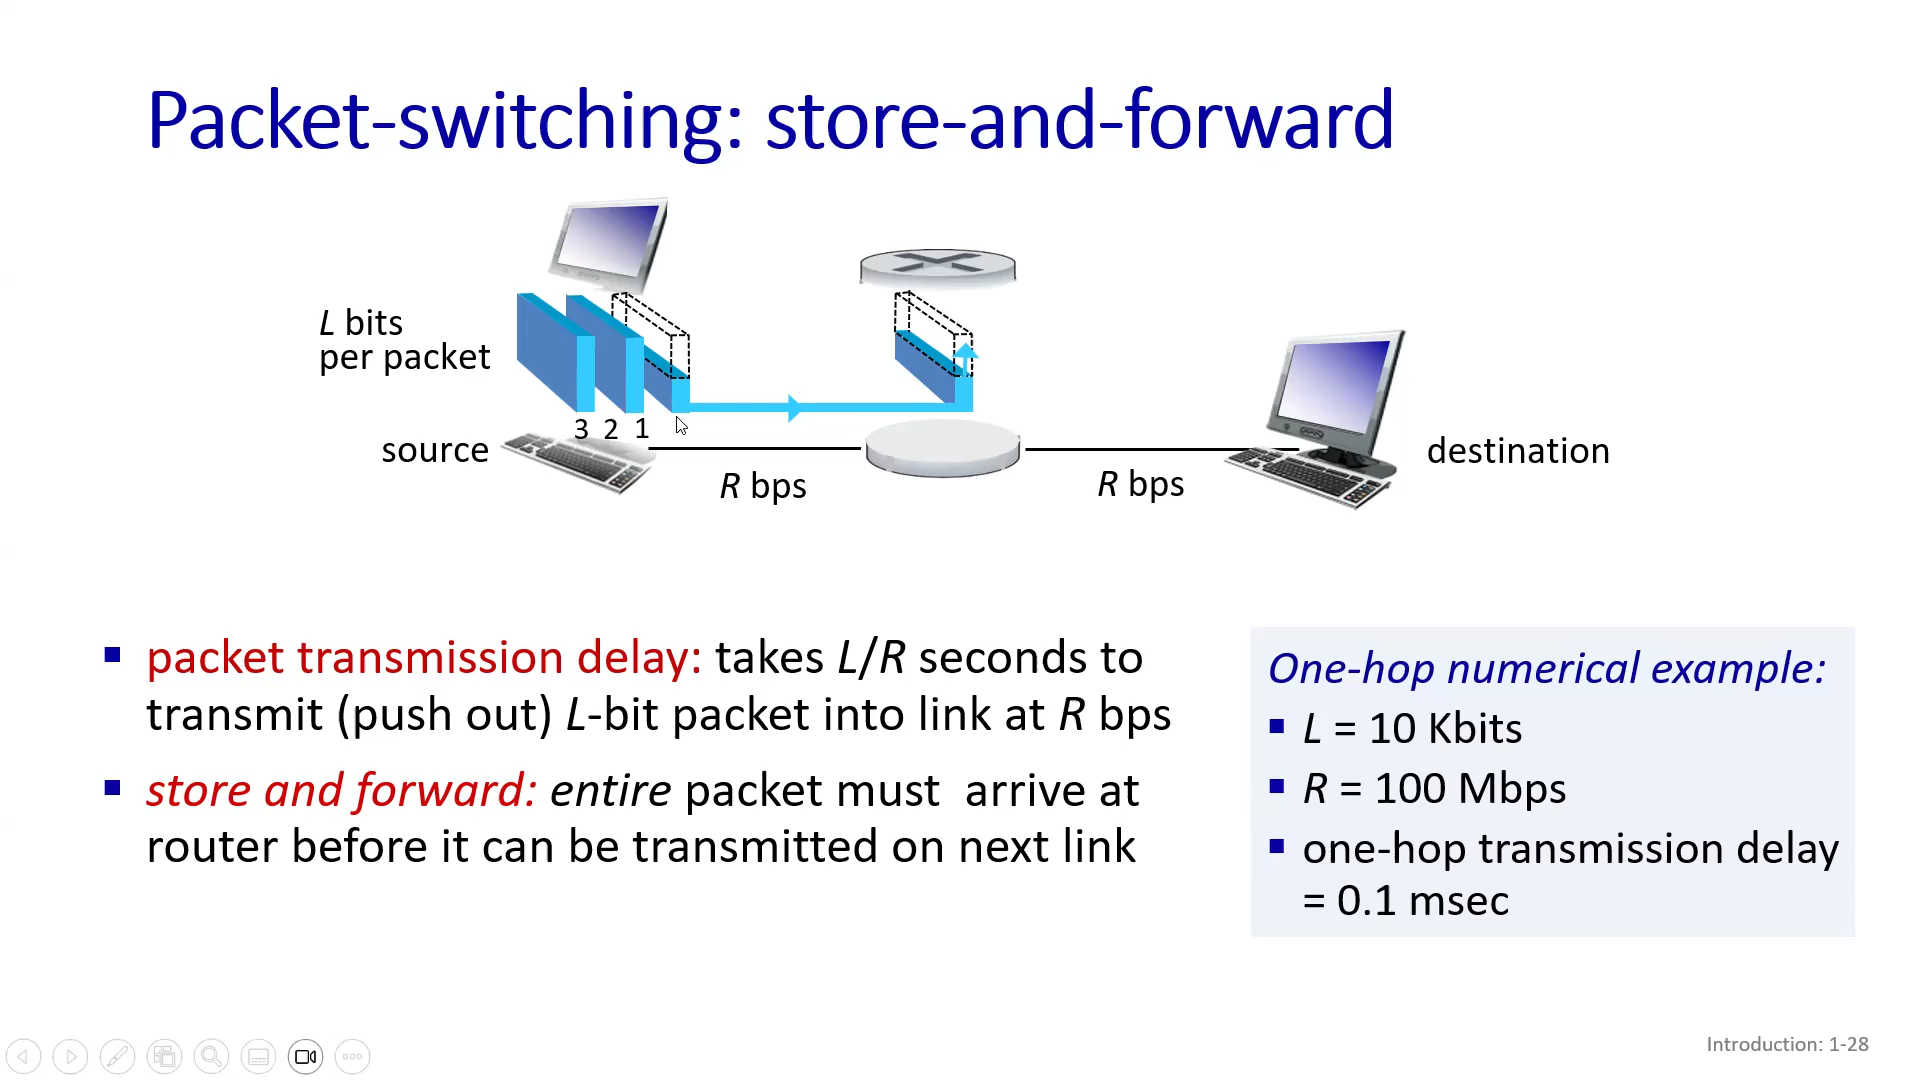 Packet-switching: store-and-forward
L bits
per packet
3 2 1
source
R bps
R bps
destination
▪ packet transmission delay: takes L/R seconds to
transmit (push out) L-bit packet into link at R bps
▪ store and forward: entire packet must arrive at
router before it can be transmitted on next link
One-hop numerical example:
▪ L = 10 Kbits
▪ R = 100 Mbps
▪ one-hop transmission delay
= 0.1 msec
Introduction: 1-28